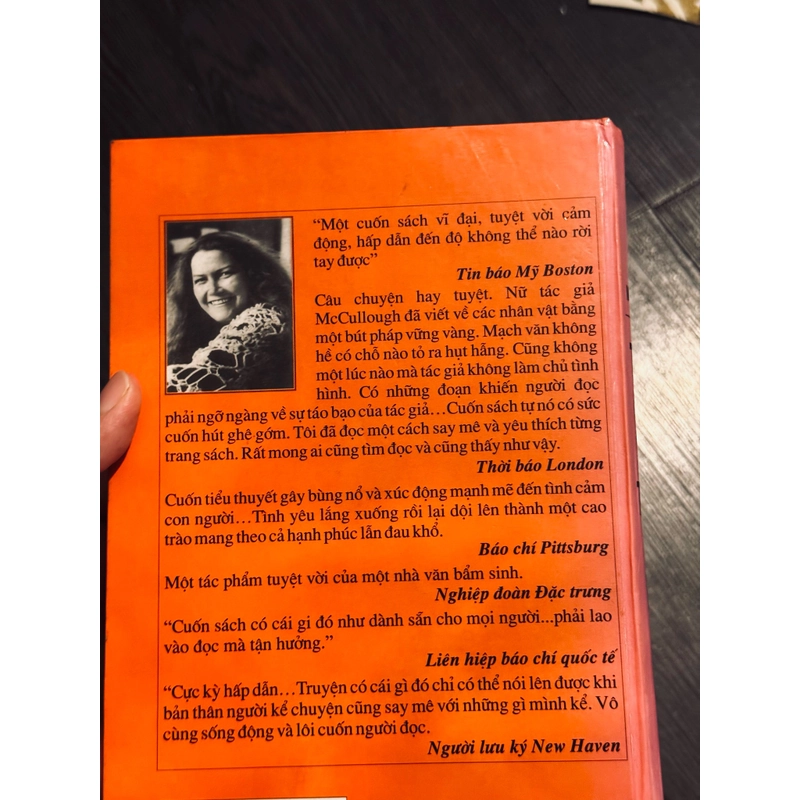 “Một cuốn sách vĩ đại, tuyệt vời cảm
động, hấp dẫn đến độ không thể nào rời
tay được”
Tin báo Mỹ Boston
Câu chuyện hay tuyệt. Nữ tác giả
McCullough đã viết về các nhân vật bằng
một bút pháp vững vàng. Mạch văn không
hề có chỗ nào tỏ ra hụt hẫng. Cũng không
một lúc nào mà tác giả không làm chủ tình
hình. Có những đoạn khiến người đọc
phải ngỡ ngàng về sự táo bạo của tác giả...Cuốn sách tự nó có sức
cuốn hút ghê gớm. Tôi đã đọc một cách say mê và yêu thích từng
trang sách. Rất mong ai cũng tìm đọc và cũng thấy như vậy.
Thời báo London
Cuốn tiểu thuyết gây bùng nổ và xúc động mạnh mẽ đến tình cảm
con người...Tình yêu lắng xuống rồi lại dội lên thành một cao
trào mang theo cả hạnh phúc lẫn đau khổ.
Báo chí Pittsburg
Một tác phẩm tuyệt vời của một nhà văn bẩm sinh.
Nghiệp đoàn Đặc trưng
“Cuốn sách có cái gi đó như dành sẵn cho mọi người...phải lao
vào đọc mà tận hưởng.”
Liên hiệp báo chí quốc tế
“Cực kỳ hấp dẫn...Truyện có cái gì đó chỉ có thể nói lên được khi
bản thân người kể chuyện cũng say mê với những gì mình kể. Vô
cùng sống động và lôi cuốn người đọc.
Người lưu ký New Haven